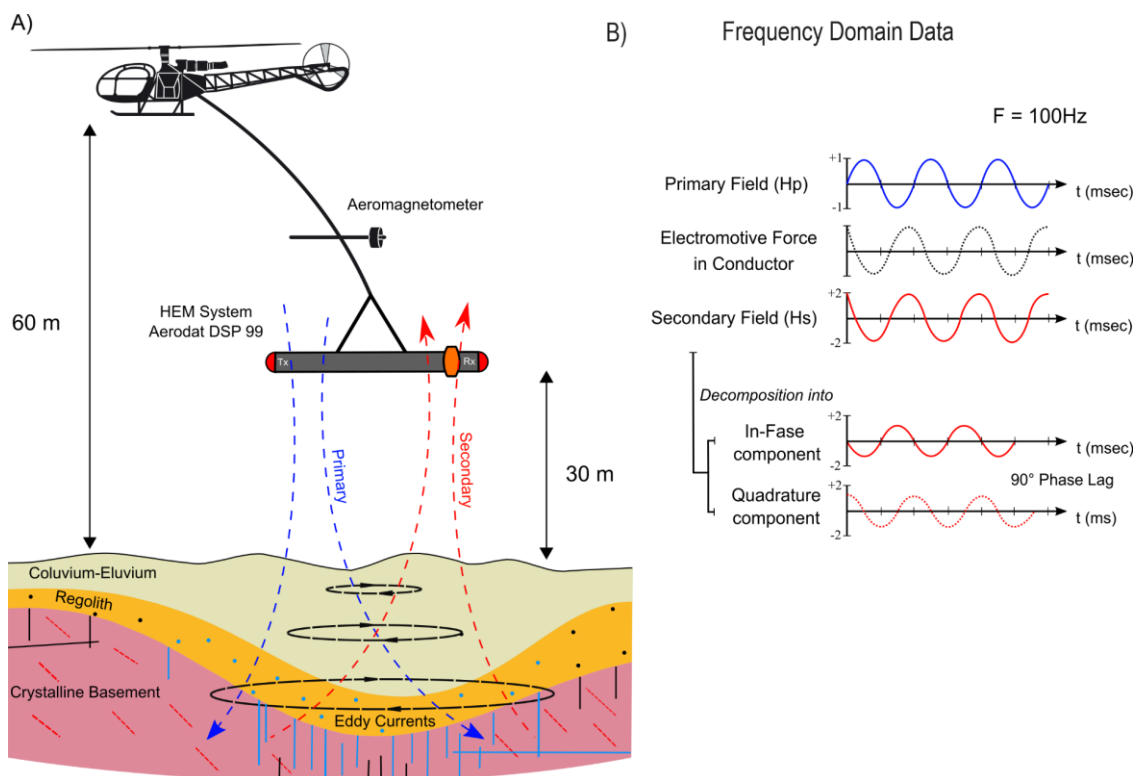 A)
Aeromagnetometer
60 m
HEM System
Aerodat DSP 99
Tx
Rx
Primary
Secondary
30 m
Coluvium-Eluvium
Regolith
Crystalline Basement
Eddy Currents
B)
Frequency Domain Data
F = 100Hz
Primary Field (Hp)
+1
-1
t (msec)
Electromotive Force
in Conductor
t (msec)
Secondary Field (Hs)
+2
-2
t (msec)
Decomposition into
In-Fase
component
+2
-2
t (msec)
90° Phase Lag
Quadrature
component
+2
-2
t (ms)